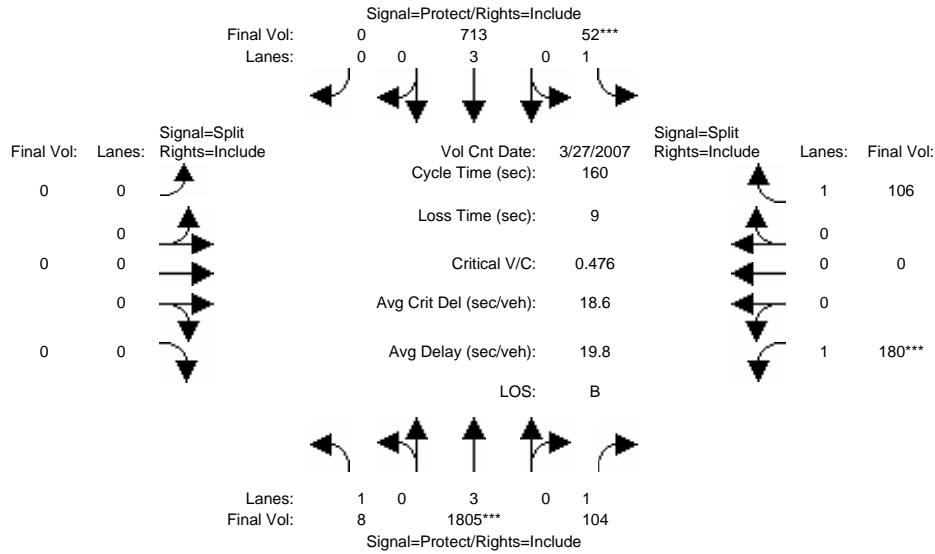 Signal=Protect/Rights=Include
Final Vol: 0 713 52***
Lanes: 0 0 3 0 1
Signal=Split Signal=Split
Final Vol: Lanes: Rights=Include Vol Cnt Date: 3/27/2007 Rights=Include Lanes: Final Vol:
Cycle Time (sec): 160
0 0 1 106
Loss Time (sec): 9
0 0
0 0 Critical V/C: 0.476 0 0
0 Avg Crit Del (sec/veh): 18.6 0
0 0 Avg Delay (sec/veh): 19.8 1 180***
LOS: B
Lanes: 1 0 3 0 1
Final Vol: 8 1805*** 104
Signal=Protect/Rights=Include